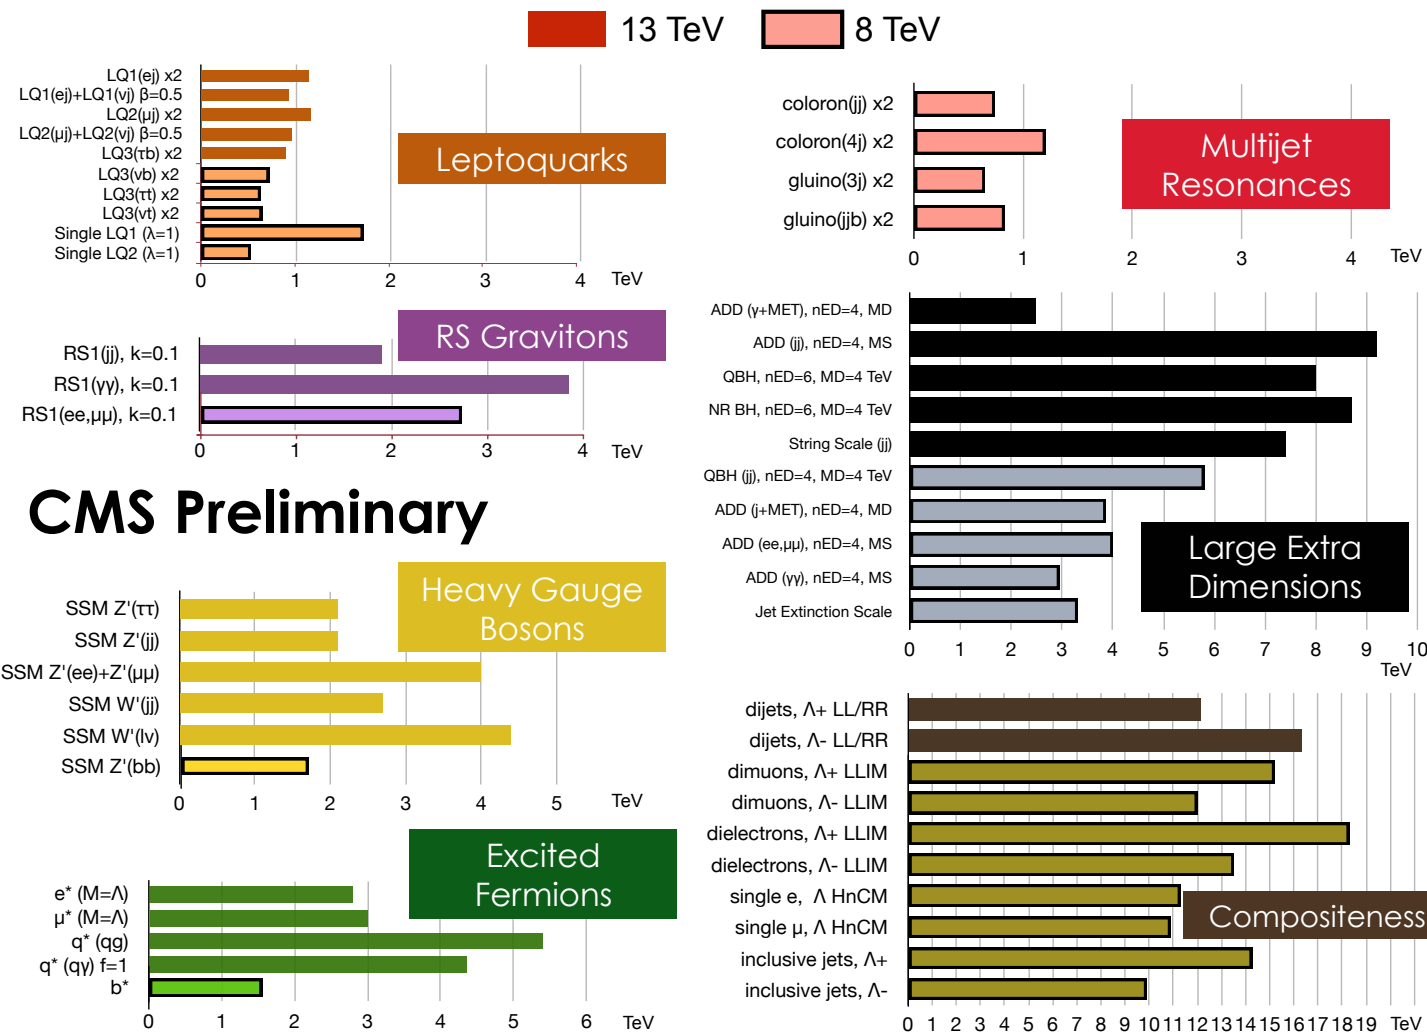 13 TeV 8 TeV
LQ1(ej) x2
LQ1(ej)+LQ1(νj) β=0.5
LQ2(μj) x2
LQ2(μj)+LQ2(νj) β=0.5
LQ3(τb) x2
LQ3(νb) x2
LQ3(τt) x2
LQ3(νt) x2
Single LQ1 (λ=1)
Single LQ2 (λ=1)
0 1 2 3 4 TeV
Leptoquarks
RS Gravitons
RS1(jj), k=0.1
RS1(γγ), k=0.1
RS1(ee,μμ), k=0.1
0 1 2 3 4 TeV
CMS Preliminary
Heavy Gauge
Bosons
SSM Z'(ττ)
SSM Z'(jj)
SSM Z'(ee)+Z'(μμ)
SSM W'(jj)
SSM W'(lν)
SSM Z'(bb)
0 1 2 3 4 5 TeV
Excited
Fermions
e* (M=Λ)
μ* (M=Λ)
q* (qg)
q* (qγ) f=1
b*
0 1 2 3 4 5 6 TeV
coloron(jj) x2
coloron(4j) x2
gluino(3j) x2
gluino(jjb) x2
0 1 2 3 4 TeV
Multijet
Resonances
ADD (γ+MET), nED=4, MD
ADD (jj), nED=4, MS
QBH, nED=6, MD=4 TeV
NR BH, nED=6, MD=4 TeV
String Scale (jj)
QBH (jj), nED=4, MD=4 TeV
ADD (j+MET), nED=4, MD
ADD (ee,μμ), nED=4, MS
ADD (γγ), nED=4, MS
Jet Extinction Scale
0 1 2 3 4 5 6 7 8 9 10
TeV
Large Extra
Dimensions
dijets, Λ+ LL/RR
dijets, Λ- LL/RR
dimuons, Λ+ LLIM
dimuons, Λ- LLIM
dielectrons, Λ+ LLIM
dielectrons, Λ- LLIM
single e, Λ HnCM
single μ, Λ HnCM
inclusive jets, Λ+
inclusive jets, Λ-
0 1 2 3 4 5 6 7 8 9 10 11 12 13 14 15 16 17 18 19 TeV
Compositeness